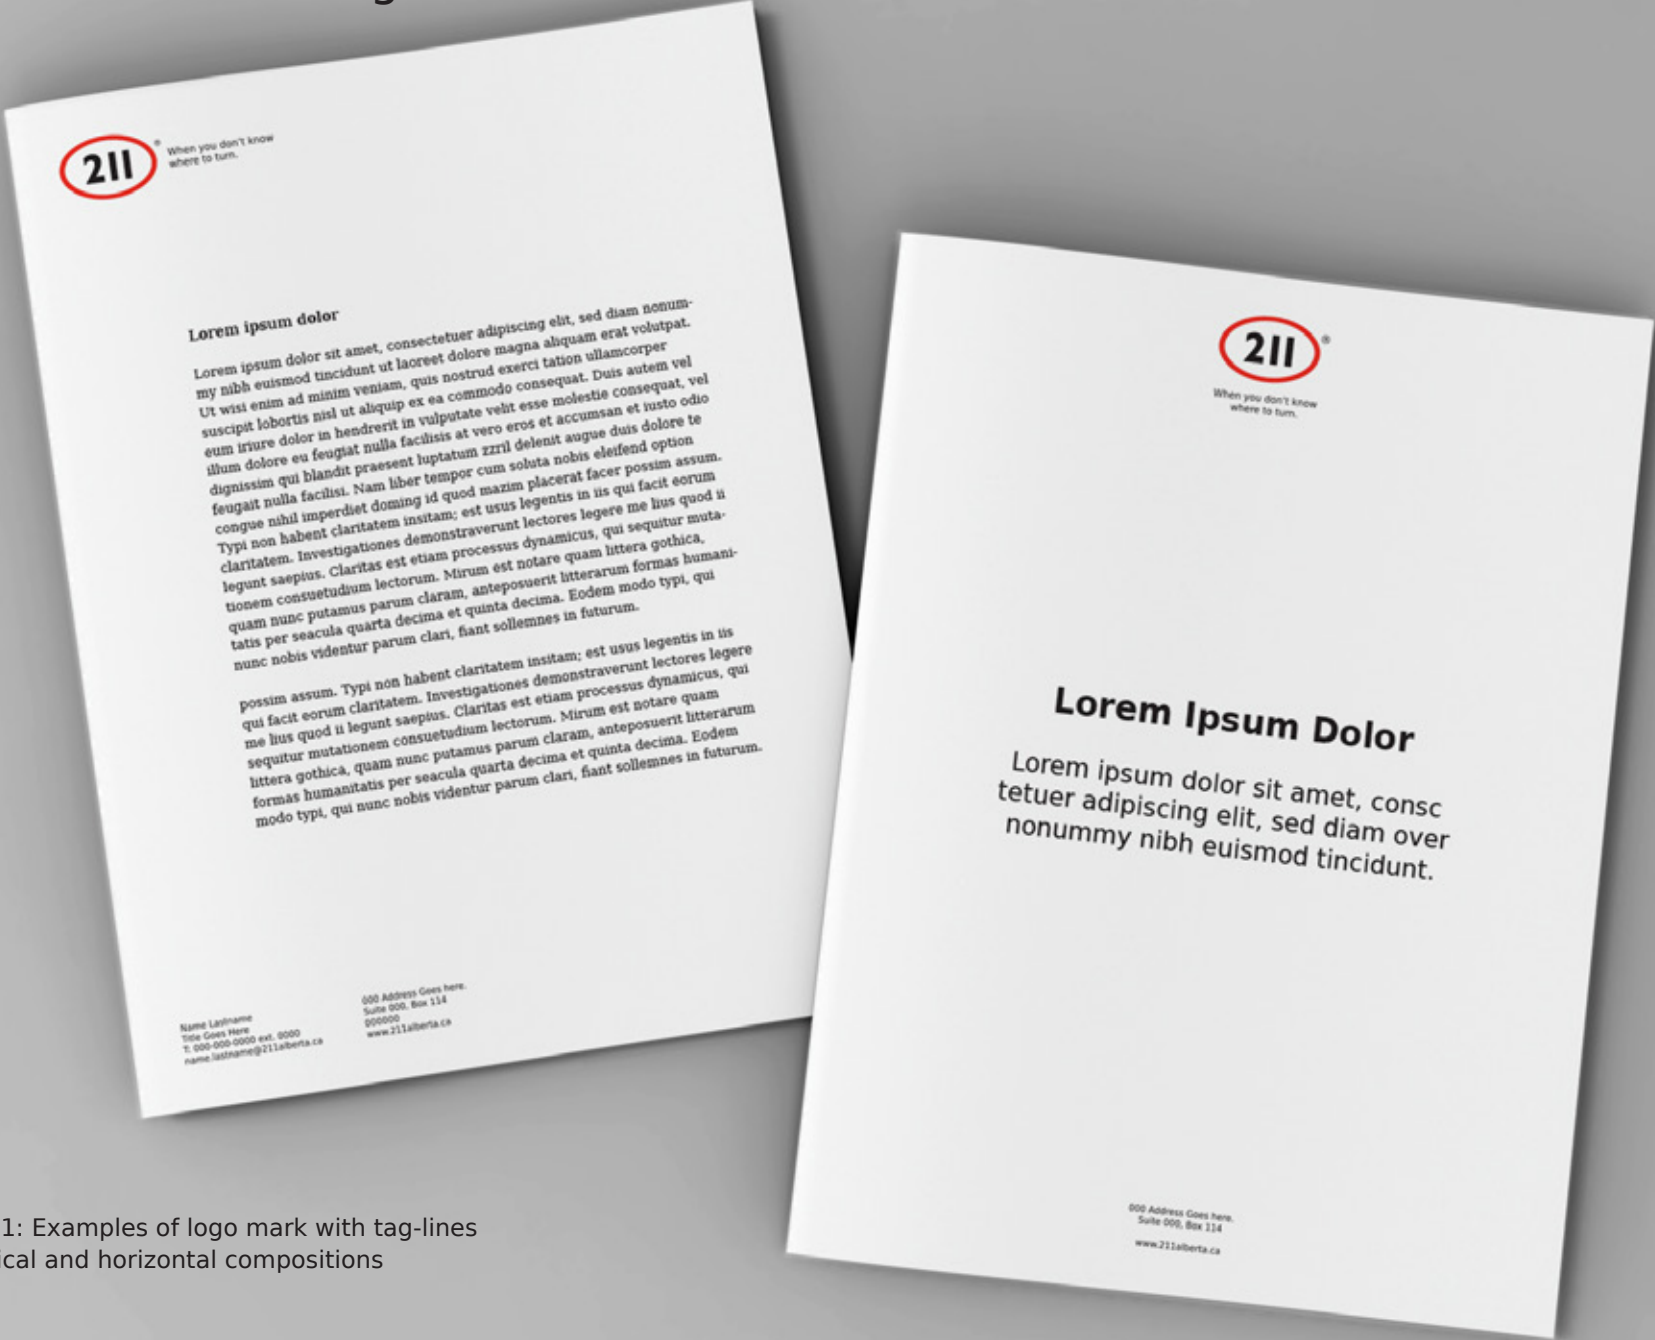 211®
When you don't know
where to turn.
Lorem ipsum dolor
Lorem ipsum dolor sit amet, consectetuer adipiscing elit, sed diam nonum-
my nibh euismod tincidunt ut laoreet dolore magna aliquam erat volutpat.
Ut wisi enim ad minim veniam, quis nostrud exerci tation ullamcorper
suscipit lobortis nisl ut aliquip ex ea commodo consequat. Duis autem vel
eum iriure dolor in hendrerit in vulputate velit esse molestie consequat, vel
illum dolore eu feugiat nulla facilisis at vero eros et accumsan et iusto odio
dignissim qui blandit praesent luptatum zzril delenit augue duis dolore te
feugait nulla facilisi. Nam liber tempor cum soluta nobis eleifend option
congue nihil imperdiet doming id quod mazim placerat facer possim assum.
Typi non habent claritatem insitam; est usus legentis in iis qui facit eorum
claritatem. Investigationes demonstraverunt lectores legere me lius quod ii
legunt saepius. Claritas est etiam processus dynamicus, qui sequitur muta-
tionem consuetudium lectorum. Mirum est notare quam littera gothica,
quam nunc putamus parum claram, anteposuerit litterarum formas humani-
tatis per seacula quarta decima et quinta decima. Eodem modo typi, qui
nunc nobis videntur parum clari, fiant sollemnes in futurum.
possim assum. Typi non habent claritatem insitam; est usus legentis in iis
qui facit eorum claritatem. Investigationes demonstraverunt lectores legere
me lius quod ii legunt saepius. Claritas est etiam processus dynamicus, qui
sequitur mutationem consuetudium lectorum. Mirum est notare quam
littera gothica, quam nunc putamus parum claram, anteposuerit litterarum
formas humanitatis per seacula quarta decima et quinta decima. Eodem
modo typi, qui nunc nobis videntur parum clari, fiant sollemnes in futurum.
Name Lastname
Title Goes Here
T: 000-000-0000 ext. 0000
name.lastname@211alberta.ca
000 Address Goes here.
Suite 000, Box 114
000000
www.211alberta.ca
211®
When you don't know
where to turn.
Lorem Ipsum Dolor
Lorem ipsum dolor sit amet, consc
tetuer adipiscing elit, sed diam over
nonummy nibh euismod tincidunt.
000 Address Goes here.
Suite 000, Box 114
www.211alberta.ca
1: Examples of logo mark with tag-lines
ical and horizontal compositions